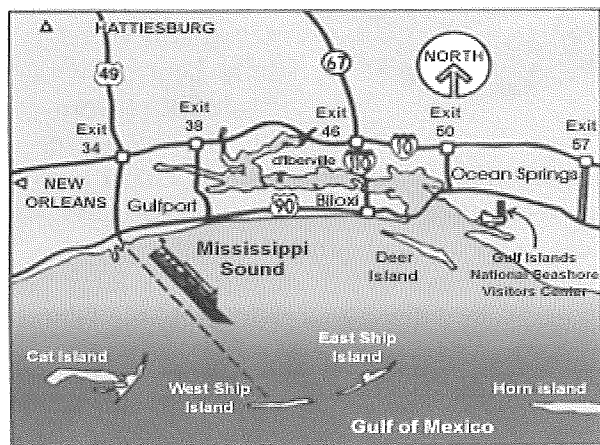 HATTIESBURG
49
67
NORTH
Exit
34
Exit
38
Exit
46
Exit
50
Exit
57
10
110
d'Iberville
NEW
ORLEANS
Gulfport
90
Biloxi
Ocean Springs
Mississippi
Sound
Deer
Island
Gulf Islands
National Seashore
Visitors Center
Cat Island
West Ship
Island
East Ship
Island
Horn island
Gulf of Mexico